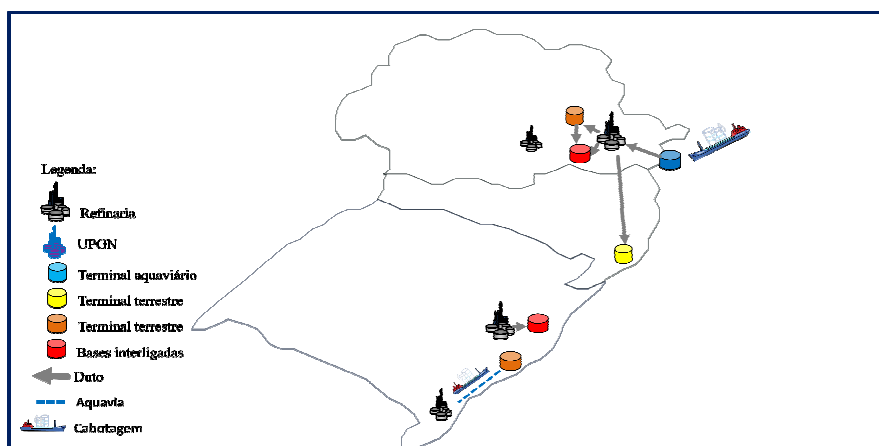 Legenda:
Refinaria
UPGN
Terminal aquaviário
Terminal terrestre
Terminal terrestre
Bases interligadas
Duto
Aquavia
Cabotagem